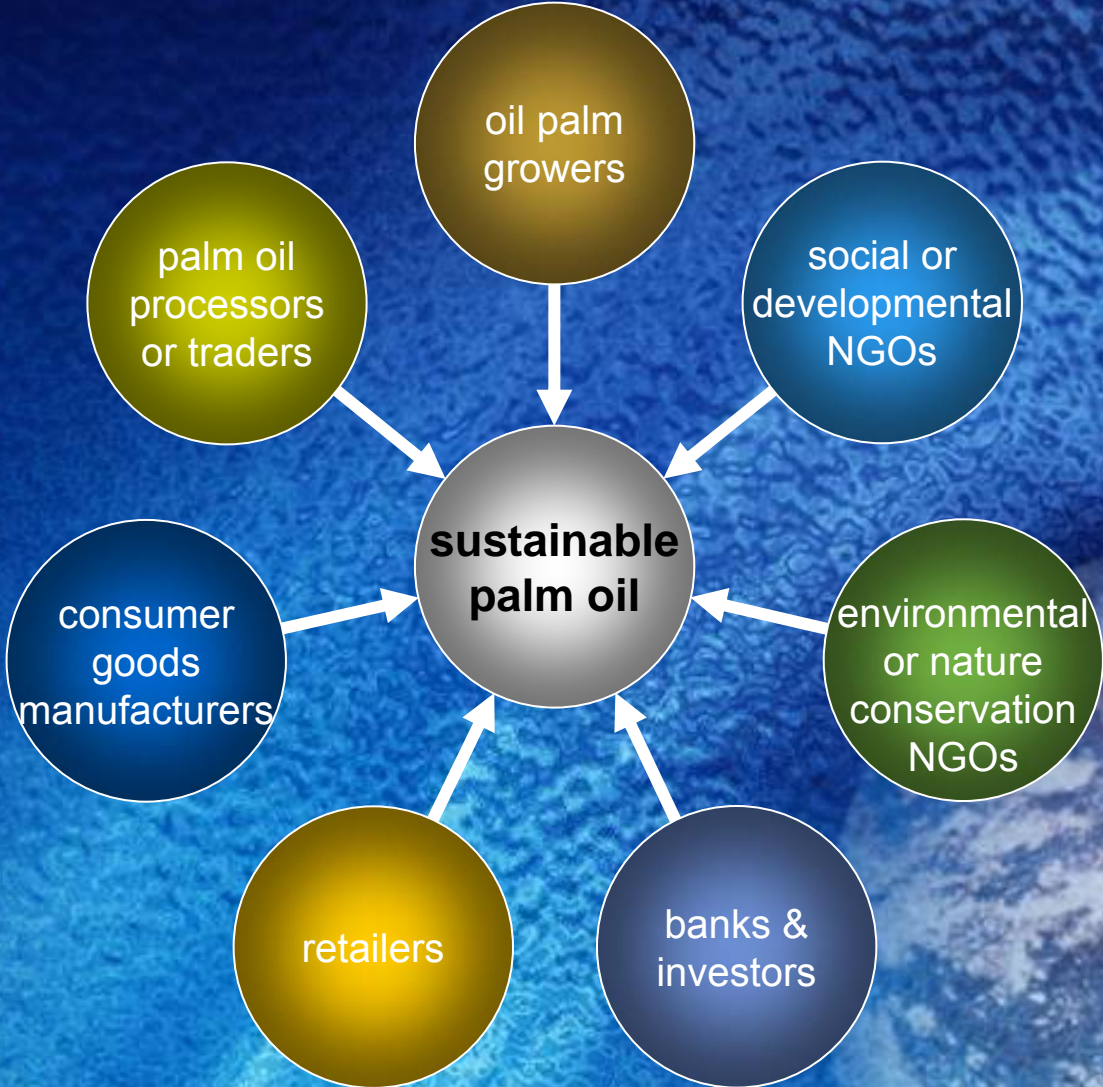 oil palm
growers
palm oil
processors
or traders
social or
developmental
NGOs
sustainable
palm oil
consumer
goods
manufacturers
environmental
or nature
conservation
NGOs
retailers
banks &
investors